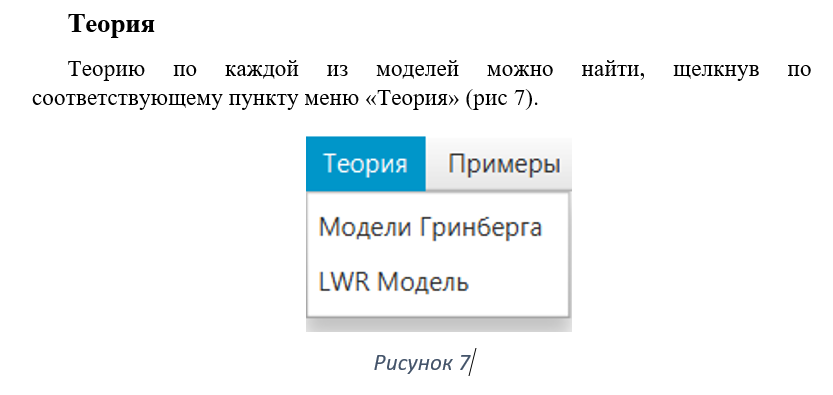 Теория
Теорию по каждой из моделей можно найти, щелкнув по
соответствующему пункту меню «Теория» (рис 7).
Теория Примеры
Модели Гринберга
LWR Модель
Рисунок 7